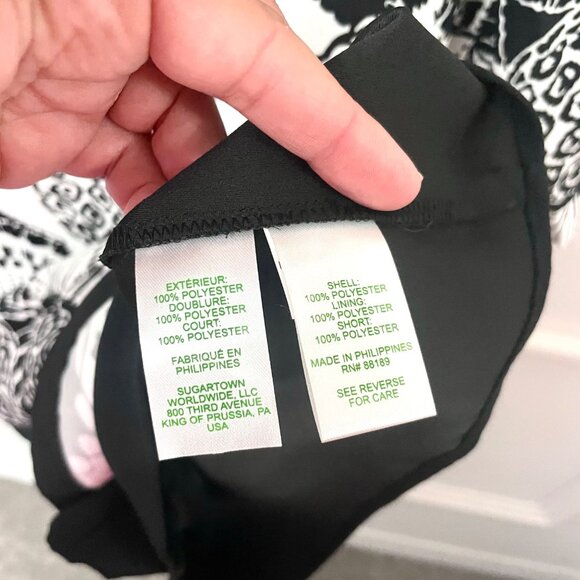 EXTÉRIEUR:
100% POLYESTER
DOUBLURE:
100% POLYESTER
COURT:
100% POLYESTER
FABRIQUÉ EN
PHILIPPINES
SUGARTOWN
WORLDWIDE, LLC
800 THIRD AVENUE
KING OF PRUSSIA, PA
USA
SHELL:
100% POLYESTER
LINING:
100% POLYESTER
SHORT:
100% POLYESTER
MADE IN PHILIPPINES
RN# 88189
SEE REVERSE
FOR CARE